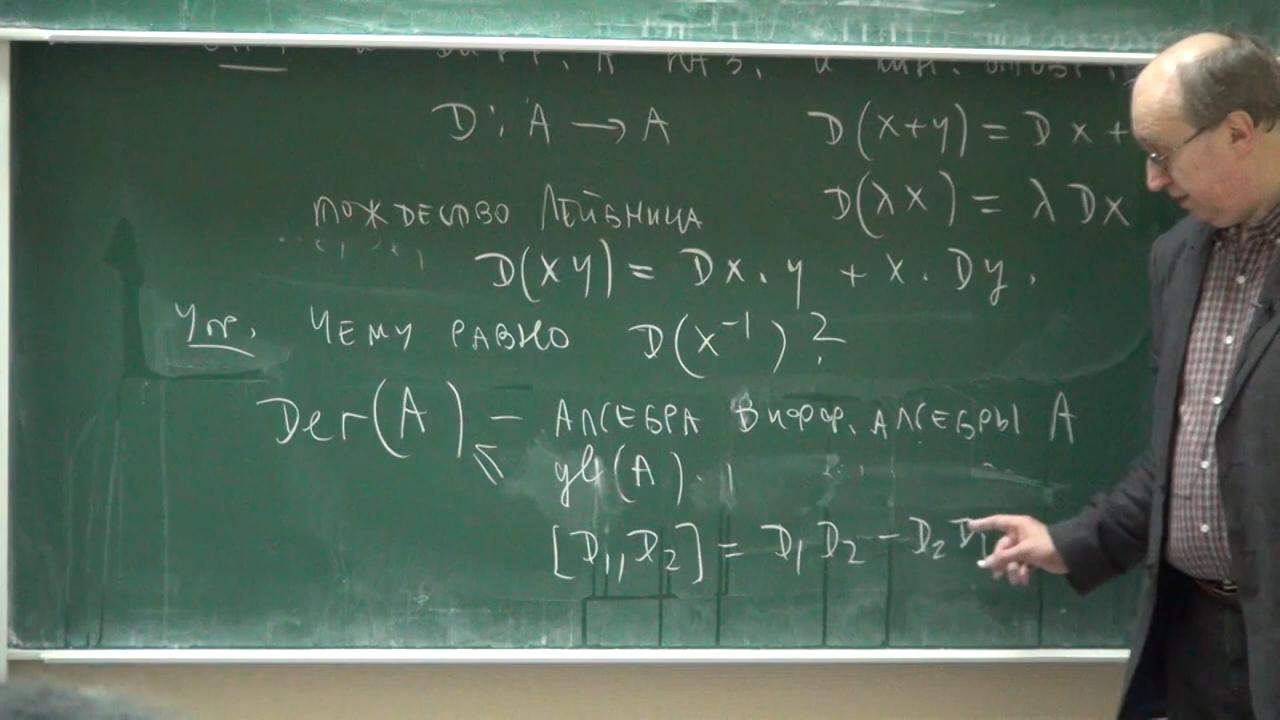 D : A → A D(x+y) = Dx +
D(λx) = λDx
тождество Лейбница
D(xy) = Dx . y + x . Dy .
Упр. Чему равно D(x⁻¹)?
Der(A) — алгебра дифф. алгебры A
gl(A).
[D₁, D₂] = D₁D₂ − D₂D₁